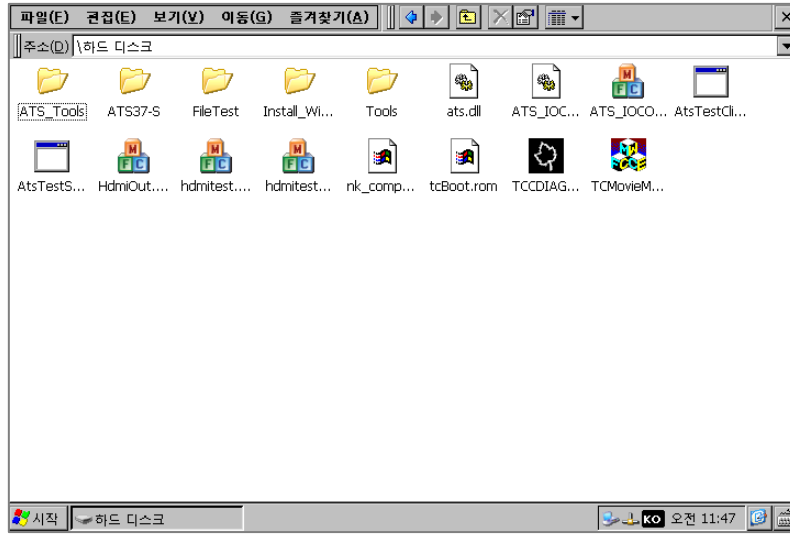 파일(F) 편집(E) 보기(V) 이동(G) 즐겨찾기(A)
주소(D) \하드 디스크
ATS_Tools ATS37-S FileTest Install_Wi... Tools ats.dll ATS_IOC... ATS_IOCO... AtsTestCli...
AtsTestS... HdmiOut.... hdmitest.... hdmitest... nk_comp... tcBoot.rom TCCDIAG... TCMovieM...
시작 하드 디스크 KO 오전 11:47